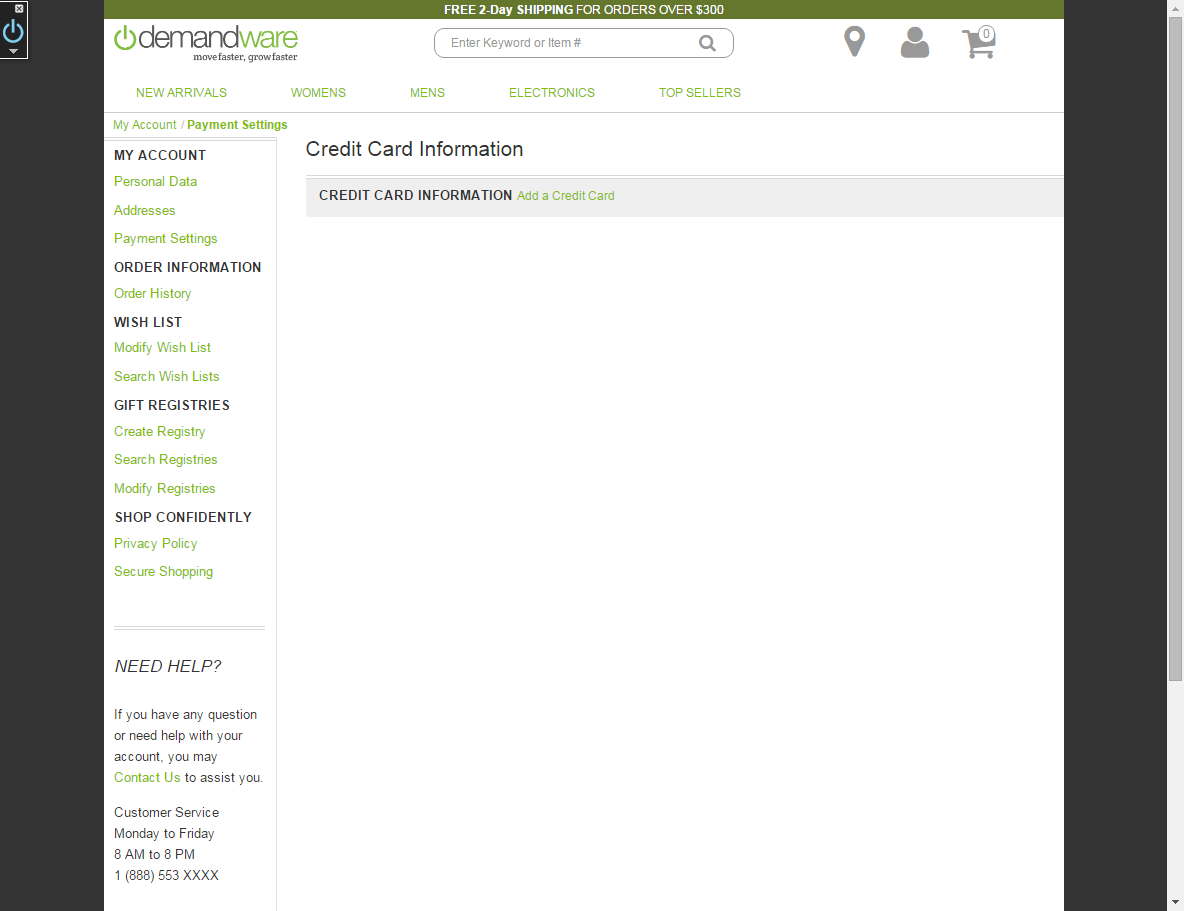 FREE 2-Day SHIPPING FOR ORDERS OVER $300
demandware
move faster, grow faster
Enter Keyword or Item #
0
NEW ARRIVALS WOMENS MENS ELECTRONICS TOP SELLERS
My Account / Payment Settings
MY ACCOUNT
Personal Data
Addresses
Payment Settings
ORDER INFORMATION
Order History
WISH LIST
Modify Wish List
Search Wish Lists
GIFT REGISTRIES
Create Registry
Search Registries
Modify Registries
SHOP CONFIDENTLY
Privacy Policy
Secure Shopping
NEED HELP?
If you have any question
or need help with your
account, you may
Contact Us to assist you.
Customer Service
Monday to Friday
8 AM to 8 PM
1 (888) 553 XXXX
Credit Card Information
CREDIT CARD INFORMATION Add a Credit Card